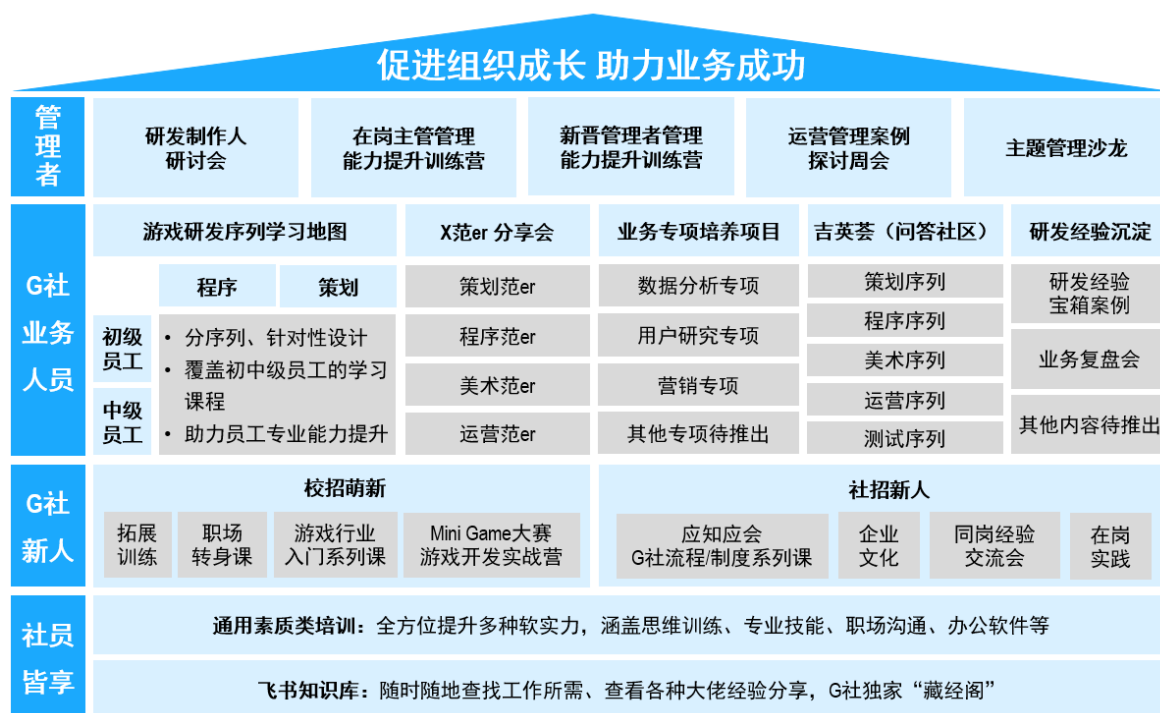 促进组织成长 助力业务成功
管
理
者
研发制作人
研讨会
在岗主管管理
能力提升训练营
新晋管理者管理
能力提升训练营
运营管理案例
探讨周会
主题管理沙龙
G社
业务
人员
游戏研发序列学习地图
程序
策划
初级
员工
中级
员工
• 分序列、针对性设计
• 覆盖初中级员工的学习
课程
• 助力员工专业能力提升
X范er 分享会
策划范er
程序范er
美术范er
运营范er
业务专项培养项目
数据分析专项
用户研究专项
营销专项
其他专项待推出
吉英荟（问答社区）
策划序列
程序序列
美术序列
运营序列
测试序列
研发经验沉淀
研发经验
宝箱案例
业务复盘会
其他内容待推出
G社
新人
校招萌新
拓展
训练
职场
转身课
游戏行业
入门系列课
Mini Game大赛
游戏开发实战营
社招新人
应知应会
G社流程/制度系列课
企业
文化
同岗经验
交流会
在岗
实践
社员
皆享
通用素质类培训：全方位提升多种软实力，涵盖思维训练、专业技能、职场沟通、办公软件等
飞书知识库：随时随地查找工作所需、查看各种大佬经验分享，G社独家“藏经阁”